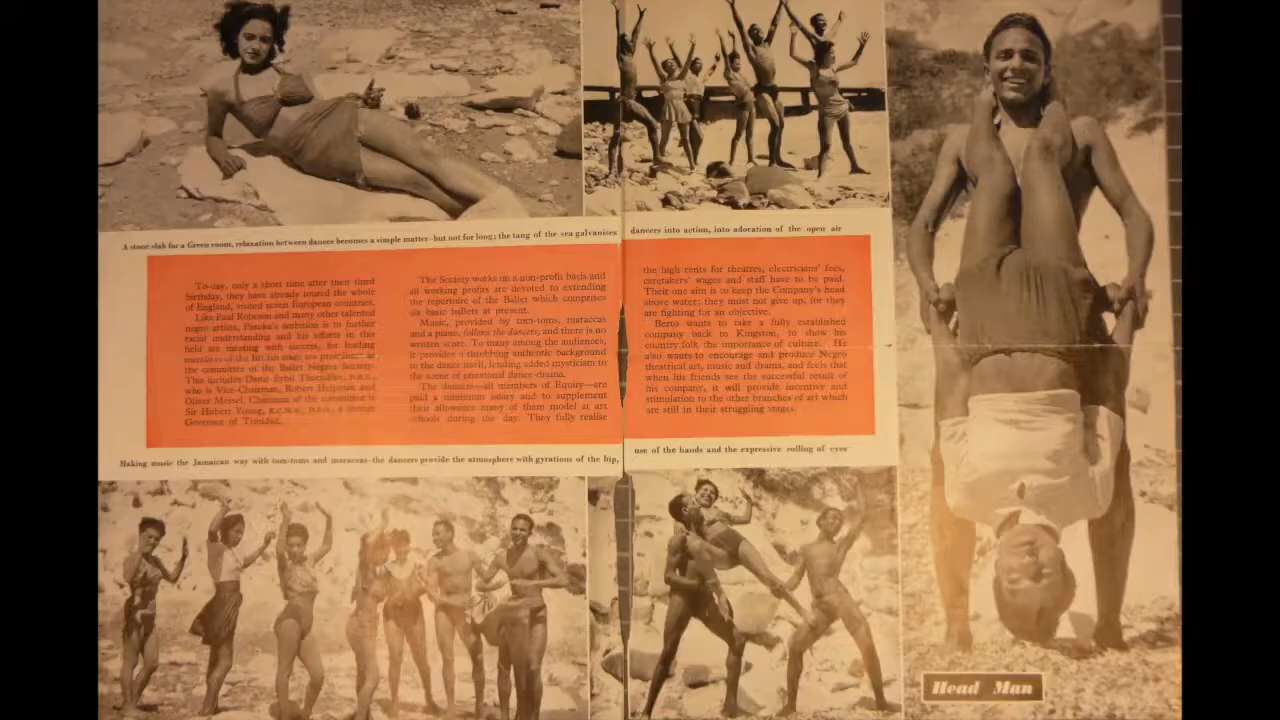 A stone slab for a Green room, relaxation between dances becomes a simple matter—but not for long; the tang of the sea galvanises
dancers into action, into adoration of the open air
To-day, only a short time after their third
birthday, they have already toured the whole
of England, visited seven European countries.
Like Paul Robeson and many other talented
negro artists, Pasuka's ambition is to further
racial understanding and his efforts in this
field are meeting with success, for leading
members of the British stage are prominent in
the committee of the Ballet Negres Society.
This includes Dame Sybil Thorndike, D.B.E.,
who is Vice-Chairman, Robert Helpman and
Oliver Messel. Chairman of the committee is
Sir Hubert Young, K.C.M.G., D.S.O., a former
Governor of Trinidad.
The Society works on a non-profit basis and
all working profits are devoted to extending
the repertoire of the Ballet which comprises
six basic ballets at present.
Music, provided by tom-toms, maraccas
and a piano, follows the dancers, and there is no
written score. To many among the audiences,
it provides a throbbing authentic background
to the dance itself, lending added mysticism to
the scene of emotional dance-drama.
The dancers—all members of Equity—are
paid a minimum salary and to supplement
their allowance many of them model at art
schools during the day. They fully realise
the high rents for theatres, electricians' fees,
caretakers' wages and staff have to be paid.
Their one aim is to keep the Company's head
above water; they must not give up, for they
are fighting for an objective.
Berto wants to take a fully established
company back to Kingston, to show his
country folk the importance of culture. He
also wants to encourage and produce Negro
theatrical art, music and drama, and feels that
when his friends see the successful result of
his company, it will provide incentive and
stimulation to the other branches of art which
are still in their struggling stages.
Making music the Jamaican way with tom-toms and maraccas—the dancers provide the atmosphere with gyrations of the hip,
use of the hands and the expressive rolling of eyes
Head Man